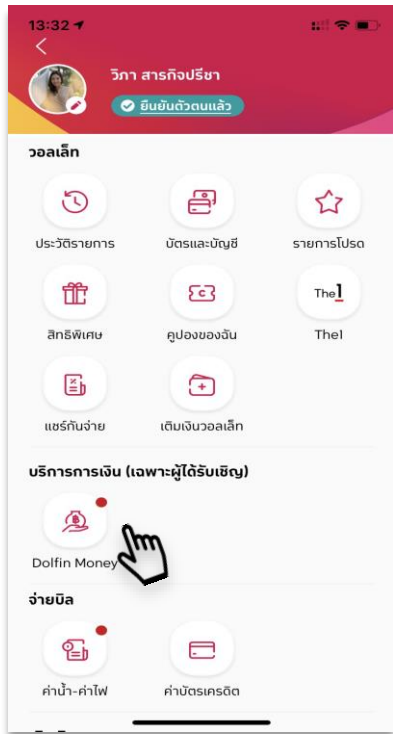 13:32
วิภา สารกิจปรีชา
ยืนยันตัวตนแล้ว
วอลเล็ท
ประวัติรายการ บัตรและบัญชี รายการโปรด
The1
สิทธิพิเศษ คูปองของฉัน The1
แชร์กันจ่าย เติมเงินวอลเล็ท
บริการการเงิน (เฉพาะผู้ได้รับเชิญ)
Dolfin Money
จ่ายบิล
ค่าน้ำ-ค่าไฟ ค่าบัตรเครดิต